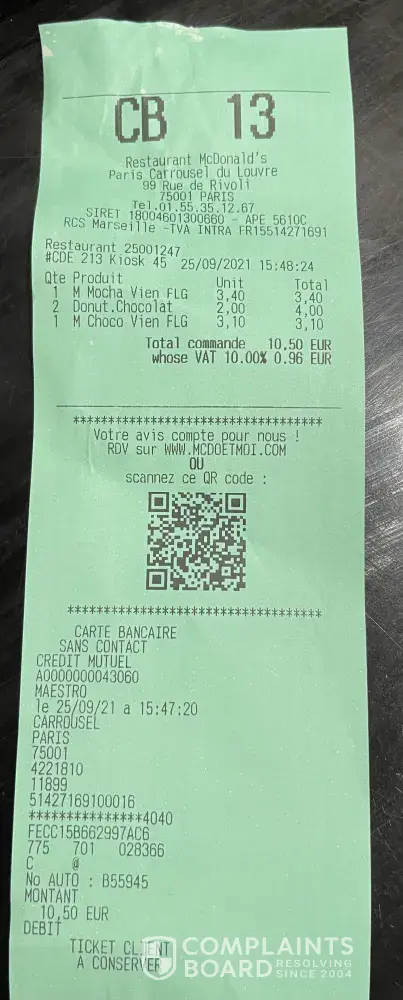 CB 13
Restaurant McDonald's
Paris Carrousel du Louvre
99 Rue de Rivoli
75001 PARIS
Tel.01.55.35.12.67
SIRET 18004601300660 - APE 5610C
RCS Marseille -TVA INTRA FR15514271691
Restaurant 25001247
#CDE 213 Kiosk 45 25/09/2021 15:48:24
Qte Produit Unit Total
1 M Mocha Vien FLG 3,40 3,40
2 Donut.Chocolat 2,00 4,00
1 M Choco Vien FLG 3,10 3,10
Total commande 10,50 EUR
whose VAT 10.00% 0.96 EUR
**********************************
Votre avis compte pour nous !
RDV sur WWW.MCDOETMOI.COM
OU
scannez ce QR code :
**********************************
CARTE BANCAIRE
SANS CONTACT
CREDIT MUTUEL
A0000000043060
MAESTRO
le 25/09/21 a 15:47:20
CARROUSEL
PARIS
75001
4221810
11899
51427169100016
***************4040
FECC15B662997AC6
775 701 028366
C @
No AUTO : B55945
MONTANT
10,50 EUR
DEBIT
TICKET CLIENT
A CONSERVER
COMPLAINTS
BOARD RESOLVING
SINCE 2004